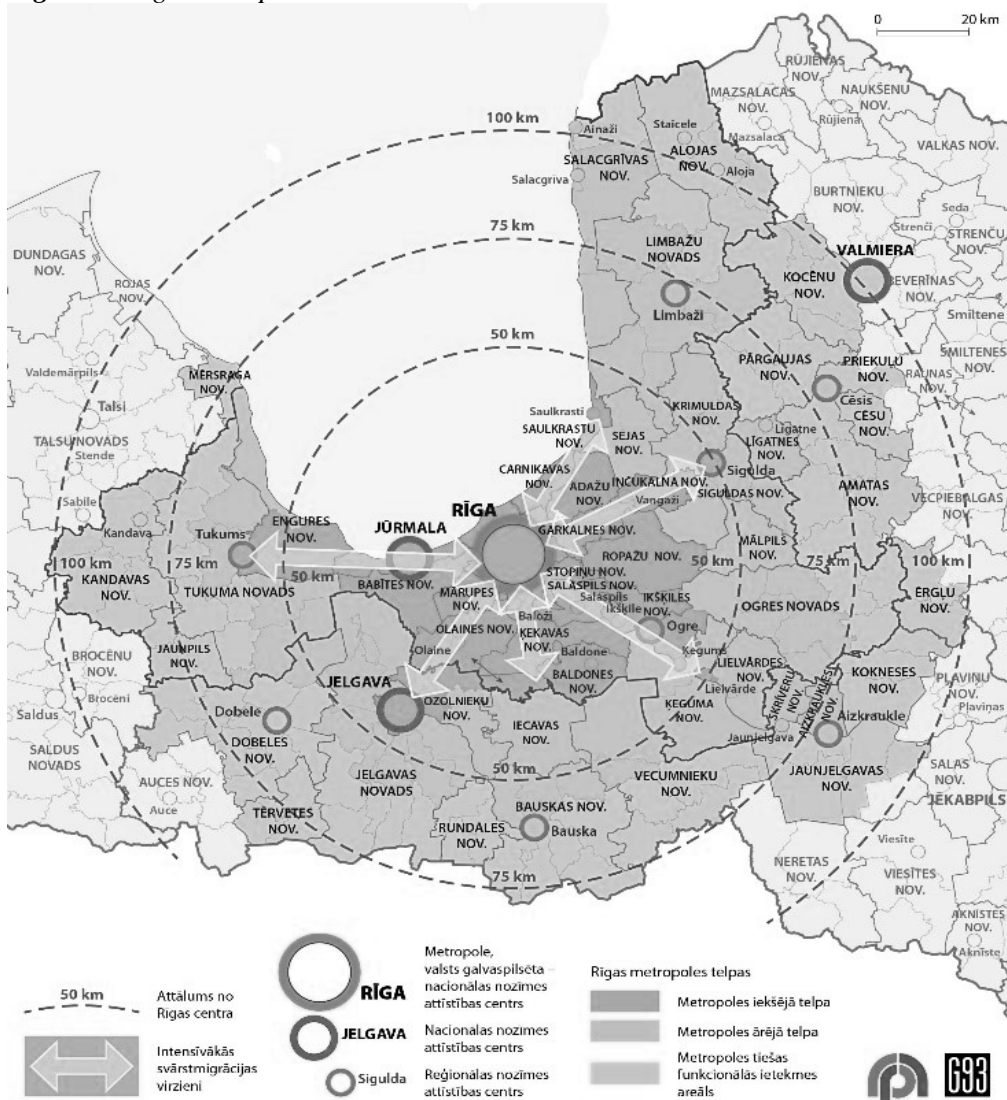 0 20 km
RŪJIENAS
NOV.
MAZSALACAS
NOV.
NAUKŠENU
NOV.
Rūjiena
Mazsalaca
VALKAS NOV.
100 km
Ainaži
Staicele
ALOJAS
NOV.
Aloja
SALACGRĪVAS
NOV.
Salacgrīva
BURTNIEKU
NOV.
Seda
Strenči
STRENČU
NOV.
75 km
LIMBAŽU
NOVADS
VALMIERA
KOCĒNU
NOV.
BEVERĪNAS
NOV.
DUNDAGAS
NOV.
ROJAS
NOV.
Limbaži
Smiltene
50 km
PĀRGAUJAS
NOV.
PRIEKUĻU
NOV.
RAUNAS
NOV.
SMILTENES
NOV.
MĒRSRAGA
NOV.
Valdemārpils
Talsi
TALSU NOVADS
Stende
Cēsis
CĒSU
NOV.
KRIMULDAS
NOV.
Saulkrasti
SAULKRASTU
NOV.
SĒJAS
NOV.
Līgatne
LĪGATNES
NOV.
Sigulda
SIGULDAS NOV.
CARNIKAVAS
NOV.
ĀDAŽU
NOV.
INČUKALNA NOV.
Vangaži
AMATAS
NOV.
VECPIEBALGAS
NOV.
Sabile
Kandava
RĪGA
GARKALNES NOV.
MĀLPILS
NOV.
ENGURES
NOV.
JŪRMALA
Tukums
ROPAŽU NOV.
100 km
KANDAVAS
NOV.
75 km
TUKUMA NOVADS
50 km
BABĪTES NOV.
MĀRUPES
NOV.
STOPIŅU NOV.
SALASPILS NOV.
Salaspils
Ikšķile
IKŠĶILES
NOV.
50 km
75 km
100 km
OGRES NOVADS
ĒRGĻU
NOV.
Ogre
OLAINES NOV.
Olaine
Baloži
ĶEKAVAS
NOV.
Baldone
BALDONES
NOV.
Ķegums
JAUNPILS
NOV.
BROCĒNU
NOV.
Brocēni
LIELVĀRDES
NOV.
Lielvārde
KOKNESES
NOV.
SKRĪVERU
NOV.
AIZKRAUKLES
NOV.
Aizkraukle
PĻAVIŅU
NOV.
Pļaviņas
JELGAVA
OZOLNIEKU
NOV.
Dobele
DOBELES
NOV.
IECAVAS
NOV.
ĶEGUMA
NOV.
Jaunjelgava
Saldus
SALDUS
NOVADS
AUCES NOV.
Auce
50 km
JELGAVAS
NOVADS
VECUMNIEKU
NOV.
JAUNJELGAVAS
NOV.
SALAS
NOV.
JĒKABPILS
TĒRVETES
NOV.
BAUSKAS NOV.
Bauska
RUNDĀLES
NOV.
75 km
NERETAS
NOV.
Viesīte
VIESĪTES
NOV.
AKNĪSTES
NOV.
Aknīste
50 km
Attālums no
Rīgas centra
Intensīvākās
svārstmigrācijas
virzieni
RĪGA
Metropole,
valsts galvaspilsēta –
nacionālas nozīmes
attīstības centrs
JELGAVA
Nacionālas nozīmes
attīstības centrs
Sigulda
Reģionālas nozīmes
attīstības centrs
Rīgas metropoles telpas
Metropoles iekšējā telpa
Metropoles ārējā telpa
Metropoles tiešas
funkcionālās ietekmes
areāls
G93